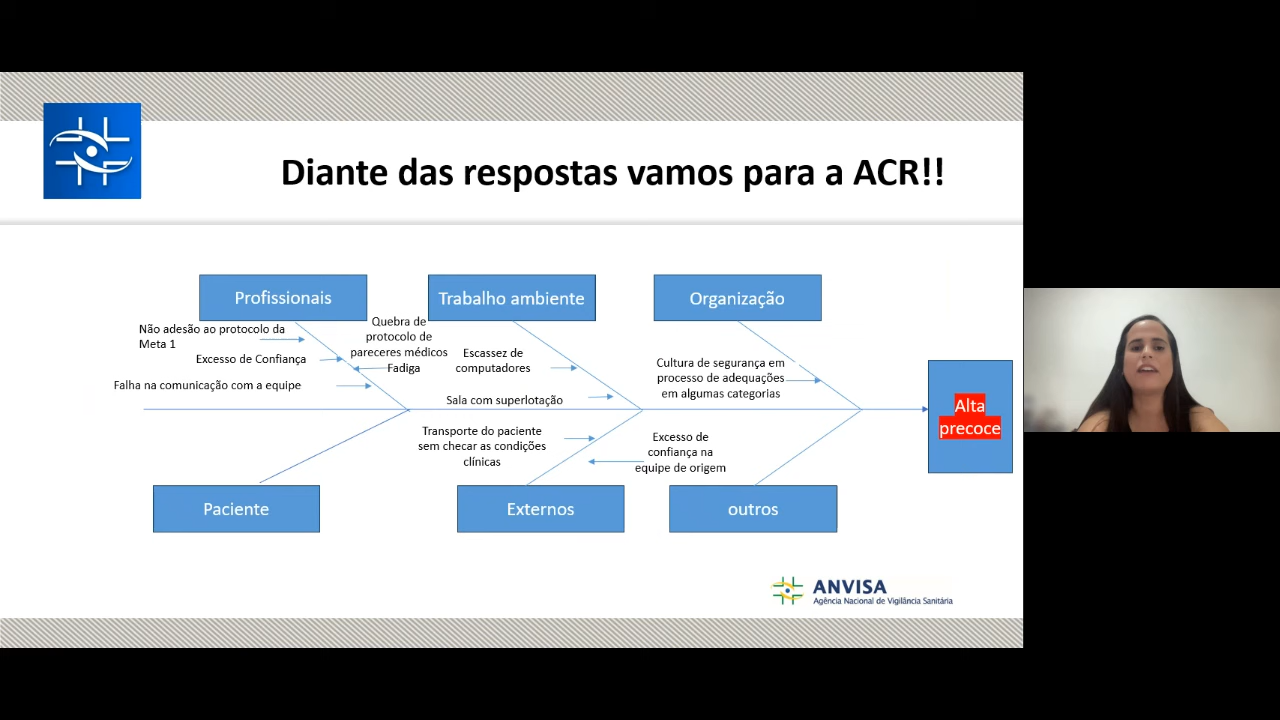 Diante das respostas vamos para a ACR!!
Profissionais
Trabalho ambiente
Organização
Não adesão ao protocolo da
Meta 1
Excesso de Confiança
Falha na comunicação com a equipe
Quebra de
protocolo de
pareceres médicos
Fadiga
Escassez de
computadores
Sala com superlotação
Cultura de segurança em
processo de adequações
em algumas categorias
Alta
precoce
Transporte do paciente
sem checar as condições
clínicas
Excesso de
confiança na
equipe de origem
Paciente
Externos
outros
ANVISA
Agência Nacional de Vigilância Sanitária